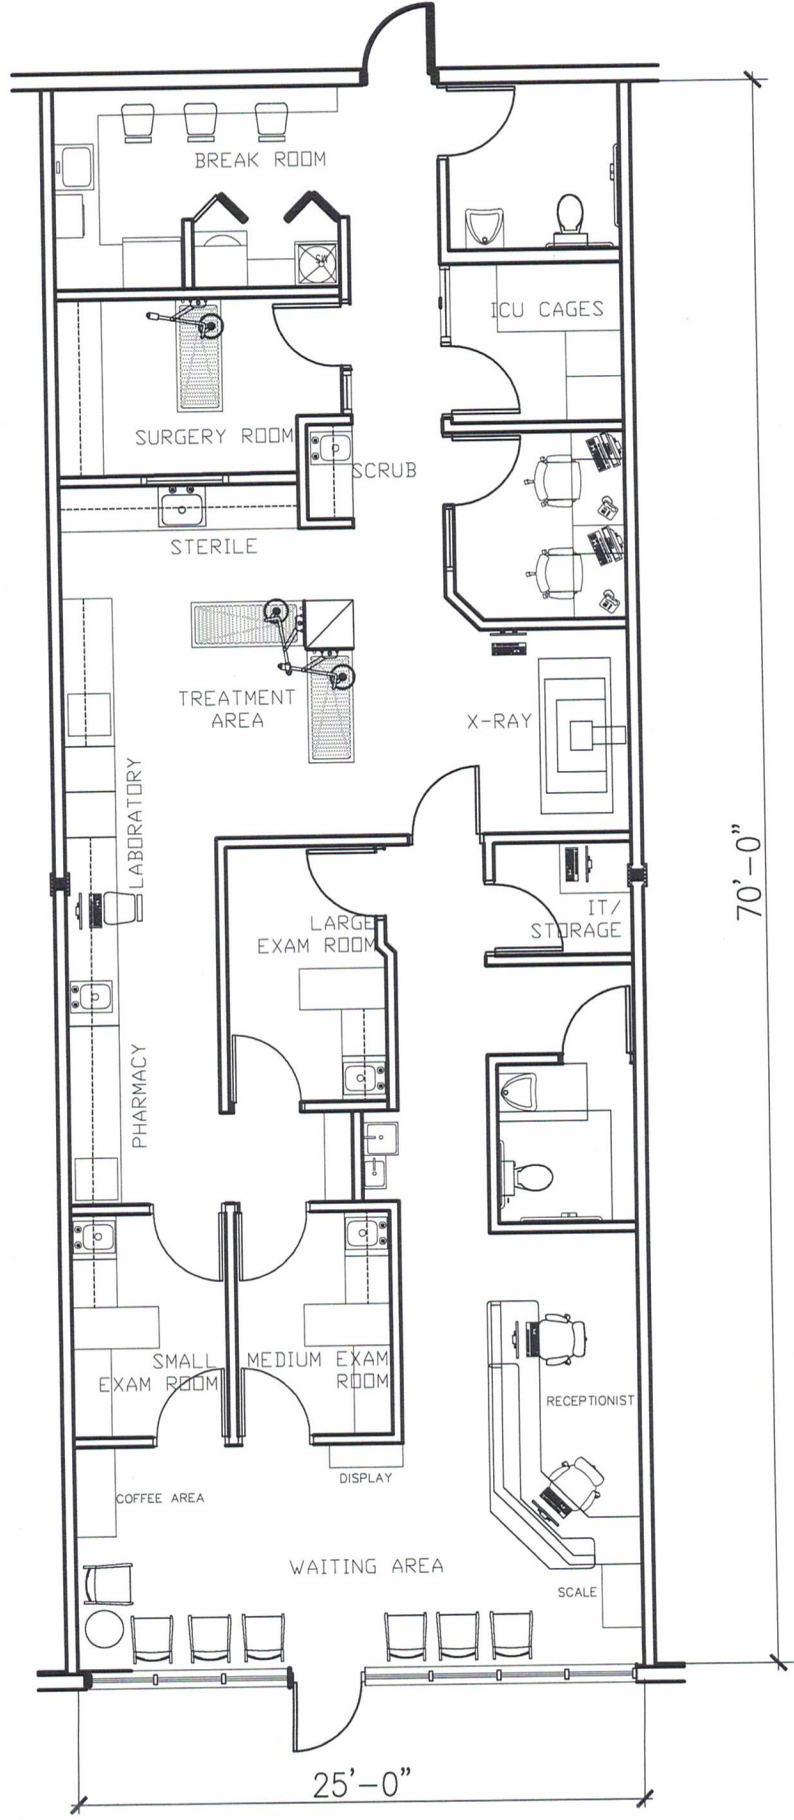 BREAK ROOM
MS
ICU CAGES
SURGERY ROOM
SCRUB
STERILE
TREATMENT
AREA
X-RAY
LABORATORY
70'-0"
LARGE
EXAM ROOM
IT/
STORAGE
PHARMACY
SMALL
EXAM ROOM
MEDIUM EXAM
ROOM
RECEPTIONIST
DISPLAY
COFFEE AREA
WAITING AREA
SCALE
25'-0"